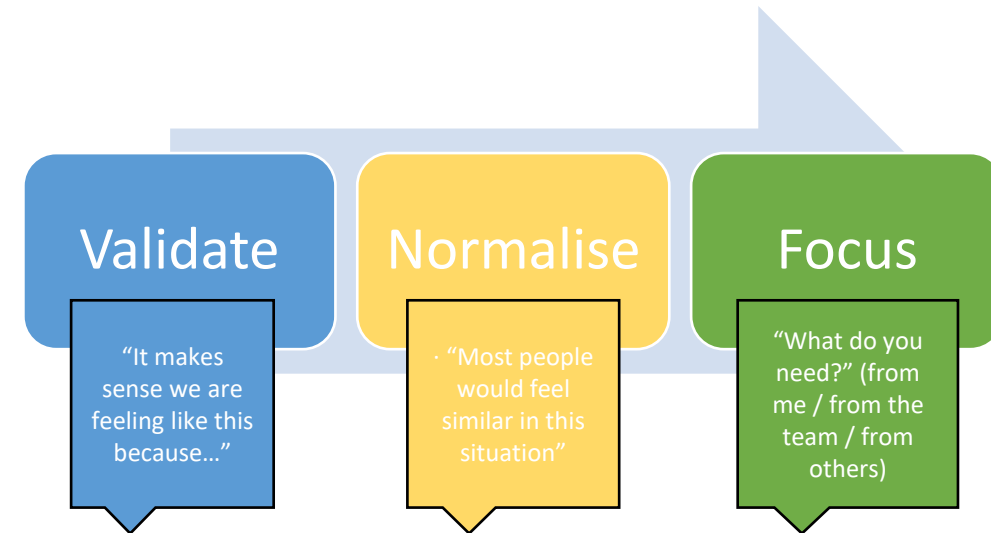 Validate
Normalise
Focus
“It makes
sense we are
feeling like this
because…”
· “Most people
would feel
similar in this
situation”
“What do you
need?” (from
me / from the
team / from
others)